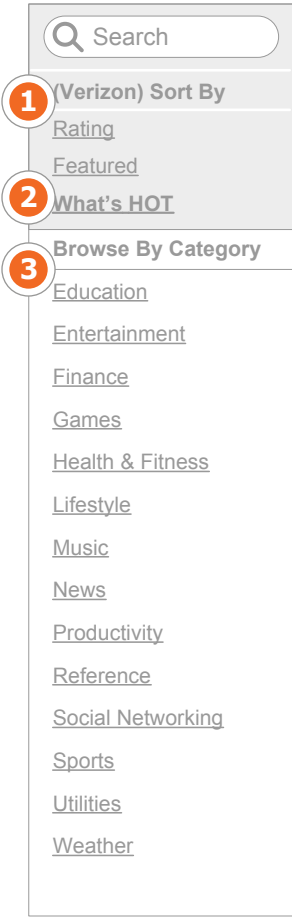 Search
1
(Verizon) Sort By
Rating
Featured
2
What's HOT
Browse By Category
3
Education
Entertainment
Finance
Games
Health & Fitness
Lifestyle
Music
News
Productivity
Reference
Social Networking
Sports
Utilities
Weather